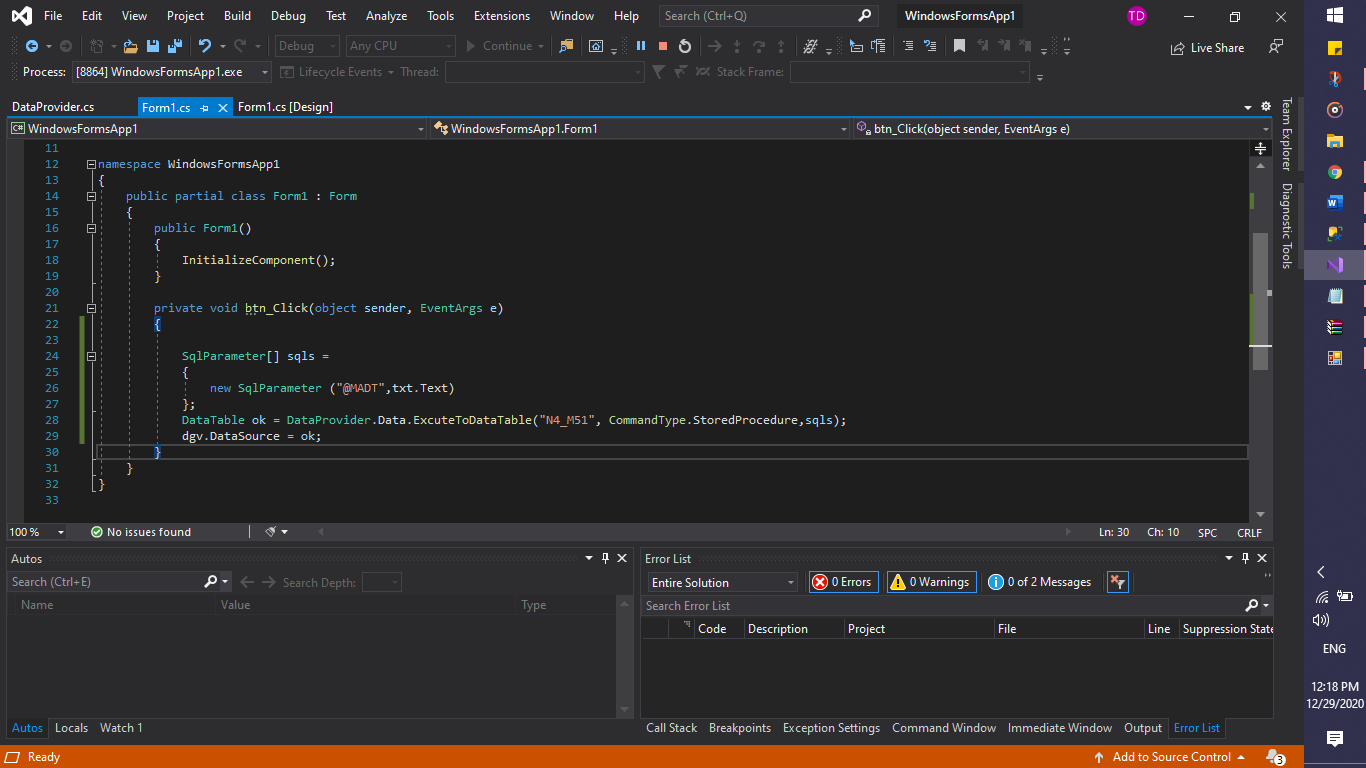 File Edit View Project Build Debug Test Analyze Tools Extensions Window Help Search (Ctrl+Q) WindowsFormsApp1 TD
Debug Any CPU Continue Live Share
Process: [8864] WindowsFormsApp1.exe Lifecycle Events Thread: Stack Frame:
DataProvider.cs Form1.cs Form1.cs [Design]
C# WindowsFormsApp1 WindowsFormsApp1.Form1 btn_Click(object sender, EventArgs e)
11
12 namespace WindowsFormsApp1
13 {
14 public partial class Form1 : Form
15 {
16 public Form1()
17 {
18 InitializeComponent();
19 }
20
21 private void btn_Click(object sender, EventArgs e)
22 {
23
24 SqlParameter[] sqls =
25 {
26 new SqlParameter ("@MADT",txt.Text)
27 };
28 DataTable ok = DataProvider.Data.ExcuteToDataTable("N4_M51", CommandType.StoredProcedure,sqls);
29 dgv.DataSource = ok;
30 }
31 }
32 }
33
100 % No issues found Ln: 30 Ch: 10 SPC CRLF
Autos
Search (Ctrl+E) Search Depth:
Name Value Type
Autos Locals Watch 1
Error List
Entire Solution 0 Errors 0 Warnings 0 of 2 Messages
Search Error List
Code Description Project File Line Suppression State
Call Stack Breakpoints Exception Settings Command Window Immediate Window Output Error List
Ready Add to Source Control 3
Team Explorer
Diagnostic Tools
ENG
12:18 PM
12/29/2020